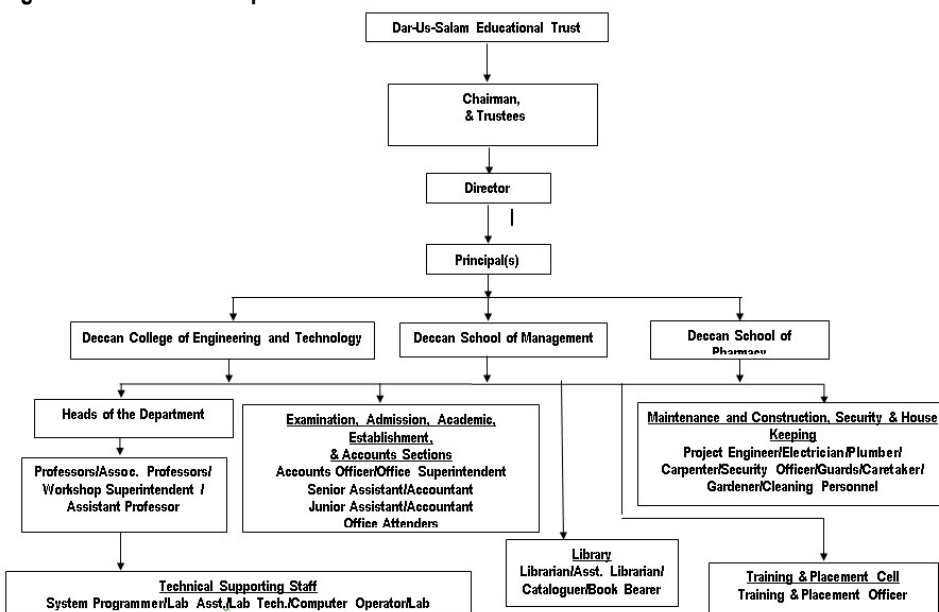 Dar-Us-Salam Educational Trust
Chairman,
& Trustees
Director
Principal(s)
Deccan College of Engineering and Technology
Deccan School of Management
Deccan School of
Pharmacy
Heads of the Department
Examination, Admission, Academic,
Establishment,
& Accounts Sections
Accounts Officer/Office Superintendent
Senior Assistant/Accountant
Junior Assistant/Accountant
Office Attenders
Maintenance and Construction, Security & House
Keeping
Project Engineer/Electrician/Plumber/
Carpenter/Security Officer/Guards/Caretaker/
Gardener/Cleaning Personnel
Professors/Assoc. Professors/
Workshop Superintendent /
Assistant Professor
Library
Librarian/Asst. Librarian/
Cataloguer/Book Bearer
Training & Placement Cell
Training & Placement Officer
Technical Supporting Staff
System Programmer/Lab Asst./Lab Tech./Computer Operator/Lab